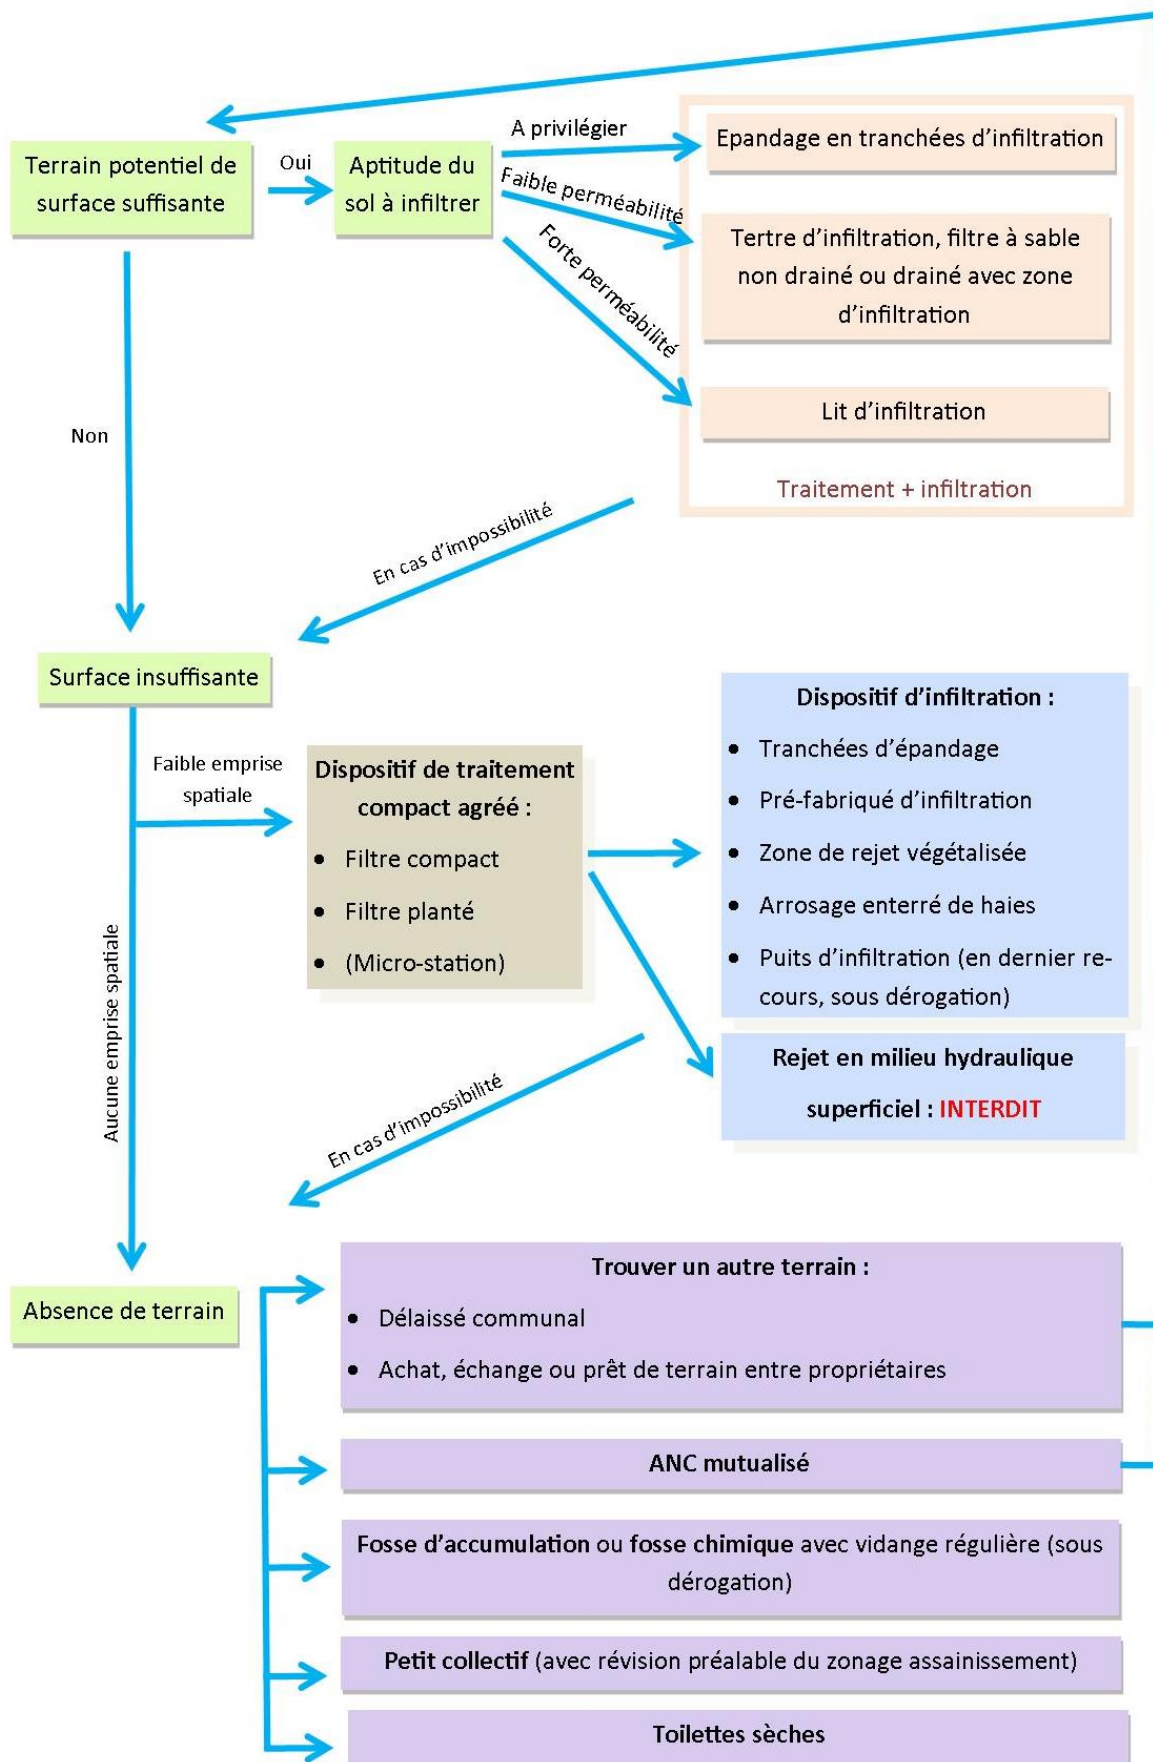 Terrain potentiel de
surface suffisante
Oui
Aptitude du
sol à infiltrer
A privilégier
Epandage en tranchées d'infiltration
Faible perméabilité
Tertre d'infiltration, filtre à sable
non drainé ou drainé avec zone
d'infiltration
Forte perméabilité
Lit d'infiltration
Traitement + infiltration
Non
En cas d'impossibilité
Surface insuffisante
Faible emprise
spatiale
Dispositif de traitement
compact agréé :
• Filtre compact
• Filtre planté
• (Micro-station)
Dispositif d'infiltration :
• Tranchées d'épandage
• Pré-fabriqué d'infiltration
• Zone de rejet végétalisée
• Arrosage enterré de haies
• Puits d'infiltration (en dernier re-
cours, sous dérogation)
Rejet en milieu hydraulique
superficiel : INTERDIT
Aucune emprise spatiale
En cas d'impossibilité
Absence de terrain
Trouver un autre terrain :
• Délaissé communal
• Achat, échange ou prêt de terrain entre propriétaires
ANC mutualisé
Fosse d'accumulation ou fosse chimique avec vidange régulière (sous
dérogation)
Petit collectif (avec révision préalable du zonage assainissement)
Toilettes sèches